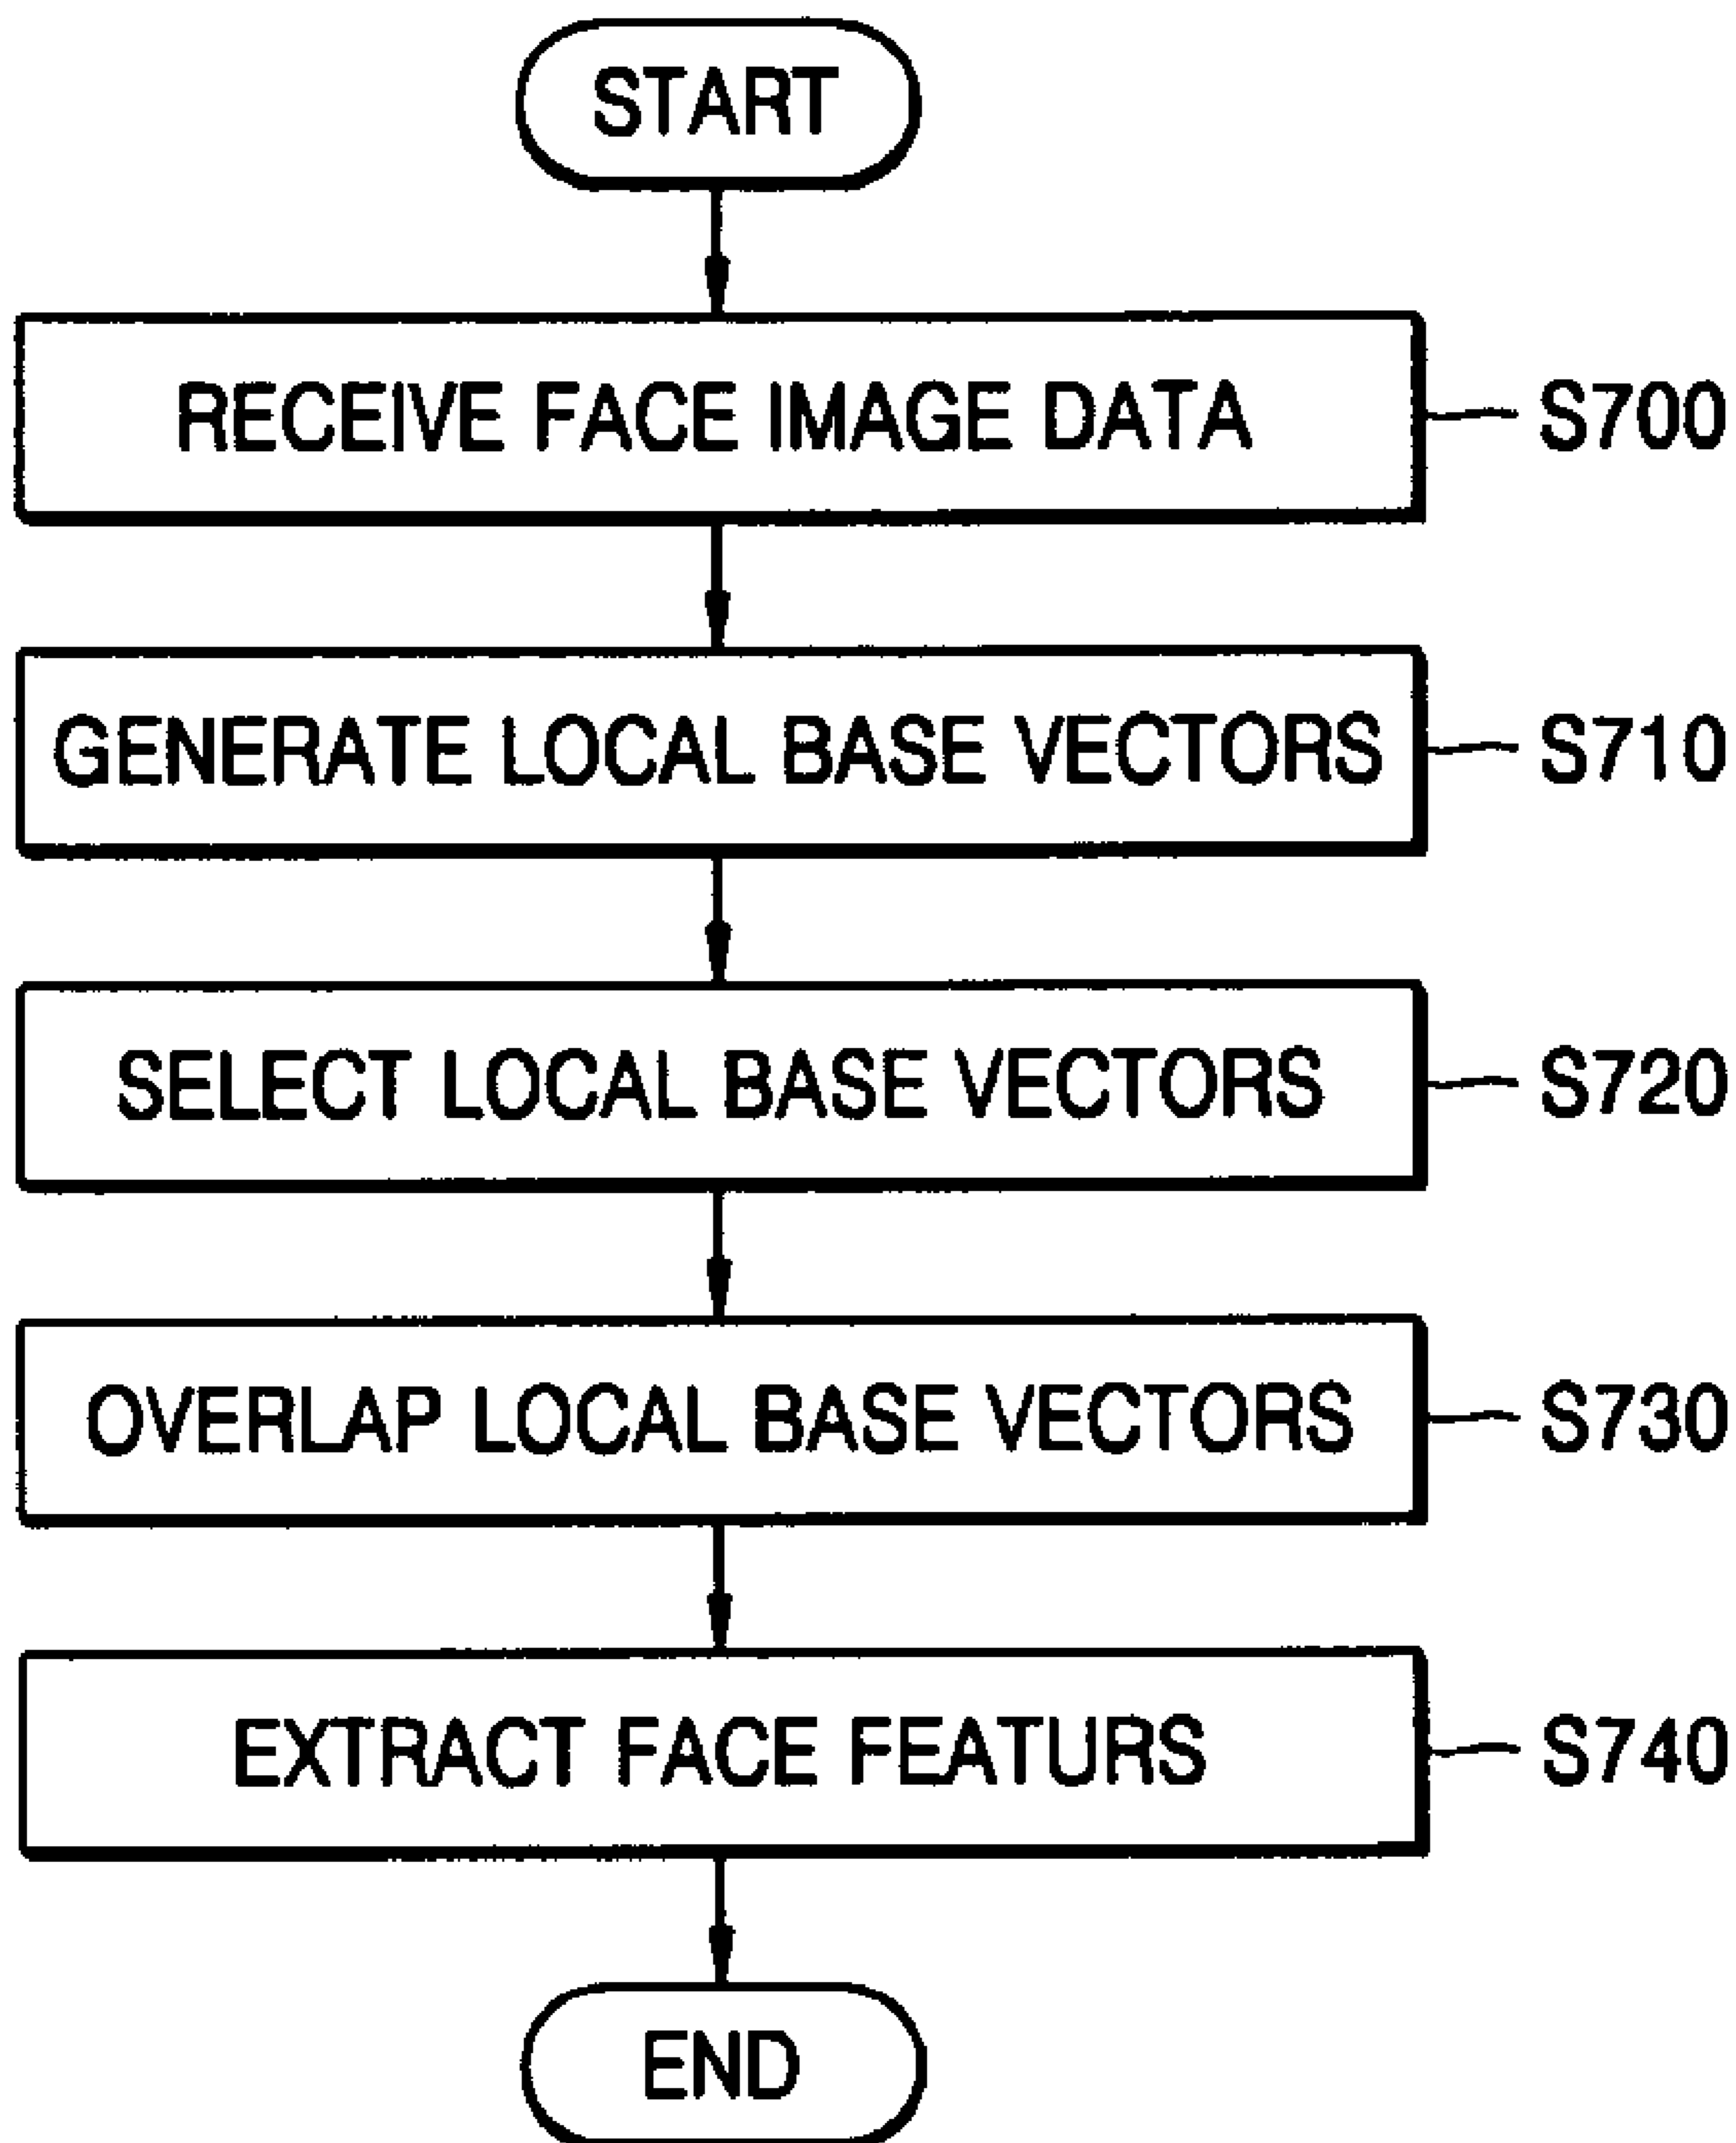 START
RECEIVE FACE IMAGE DATA S700
GENERATE LOCAL BASE VECTORS S710
SELECT LOCAL BASE VECTORS S720
OVERLAP LOCAL BASE VECTORS S730
EXTRACT FACE FEATURS S740
END